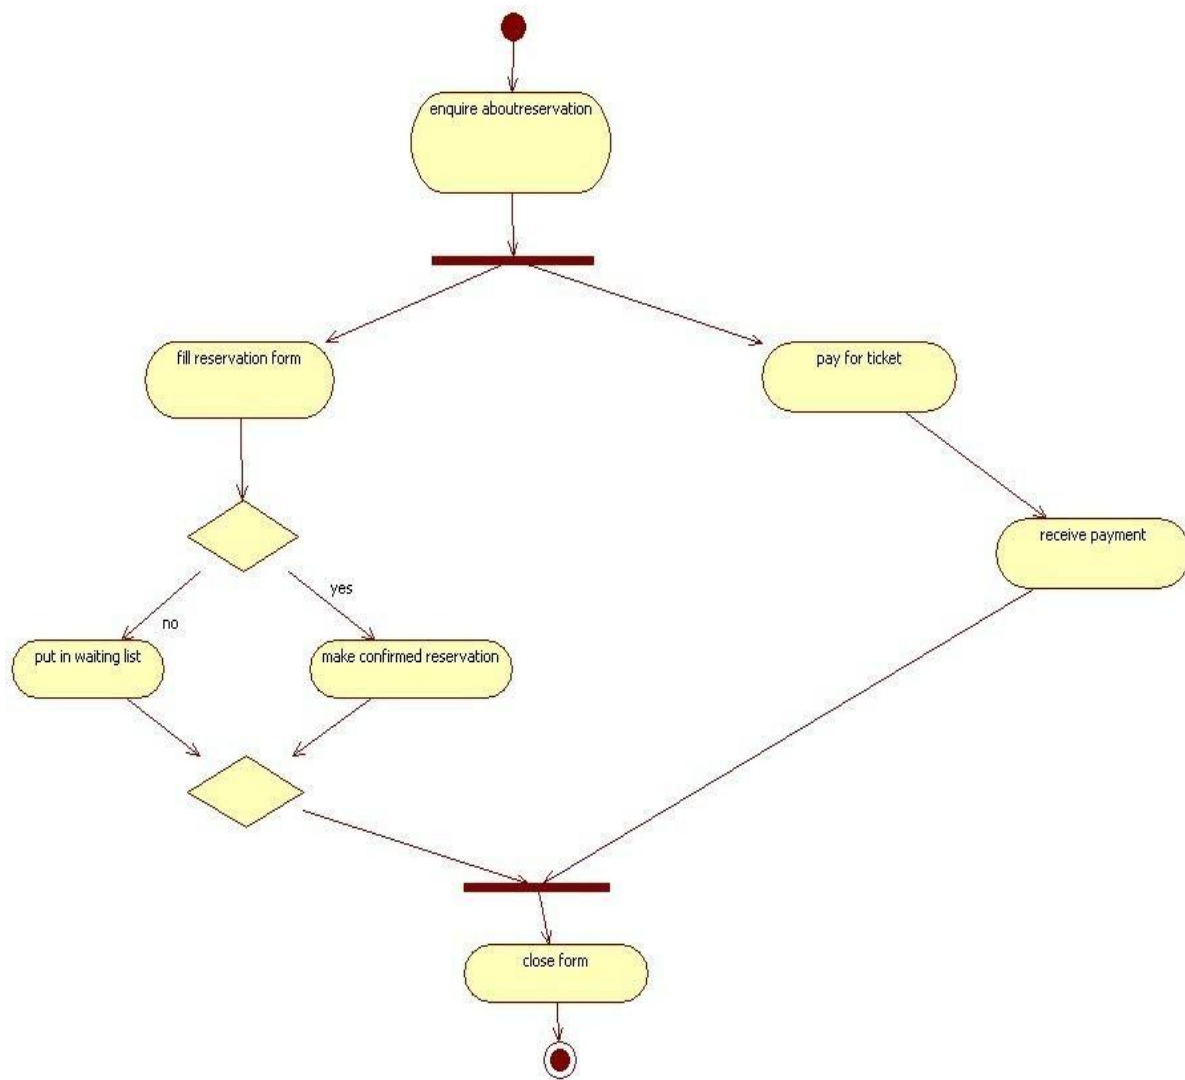 enquire aboutreservation
fill reservation form
pay for ticket
receive payment
yes
no
put in waiting list
make confirmed reservation
close form